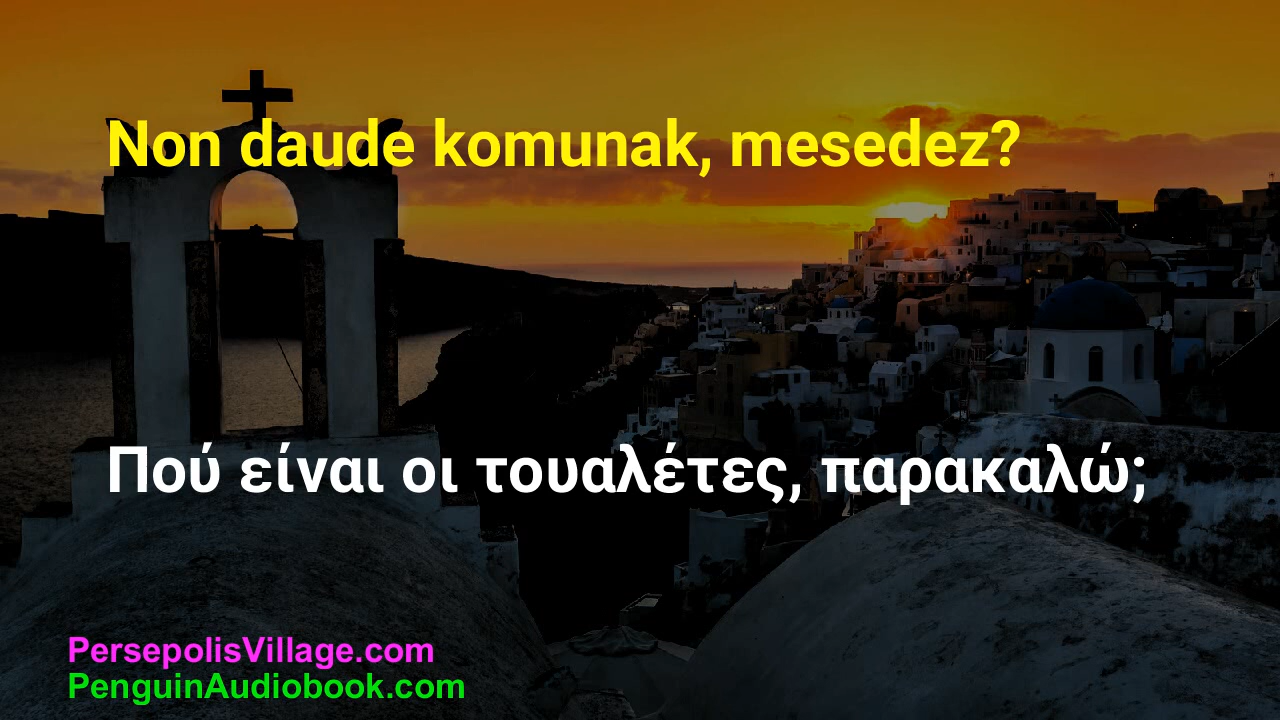 Non daude komunak, mesedez?
Πού είναι οι τουαλέτες, παρακαλώ;
PersepolisVillage.com
PenguinAudiobook.com